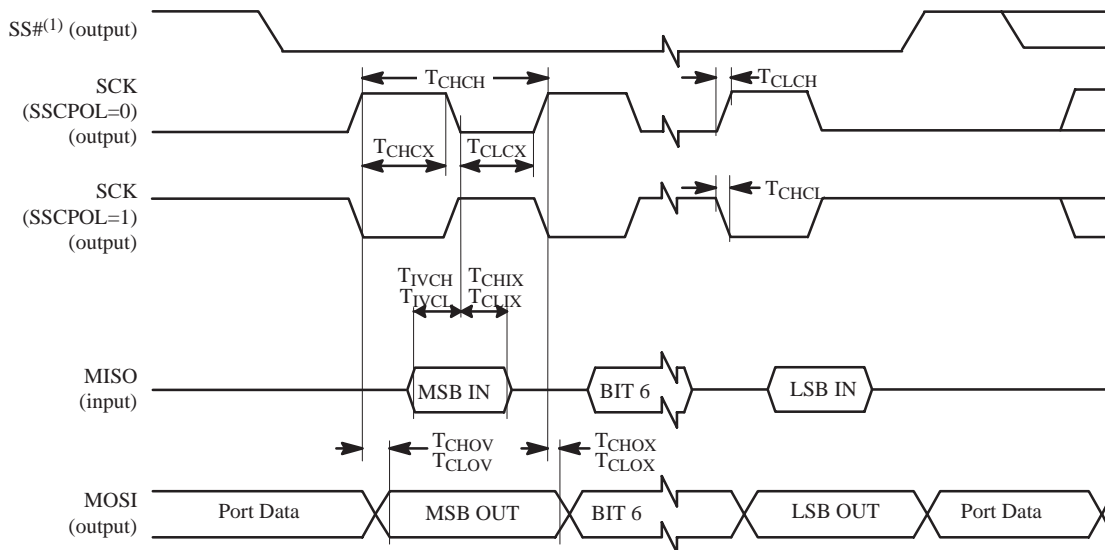 SS#(1) (output)
SCK
(SSCPOL=0)
(output)
TCHCH
TCLCH
TCHCX
TCLCX
SCK
(SSCPOL=1)
(output)
TCHCL
TIVCH
TIVCL
TCHIX
TCLIX
MISO
(input)
MSB IN
BIT 6
LSB IN
TCHOV
TCLOV
TCHOX
TCLOX
MOSI
(output)
Port Data
MSB OUT
BIT 6
LSB OUT
Port Data